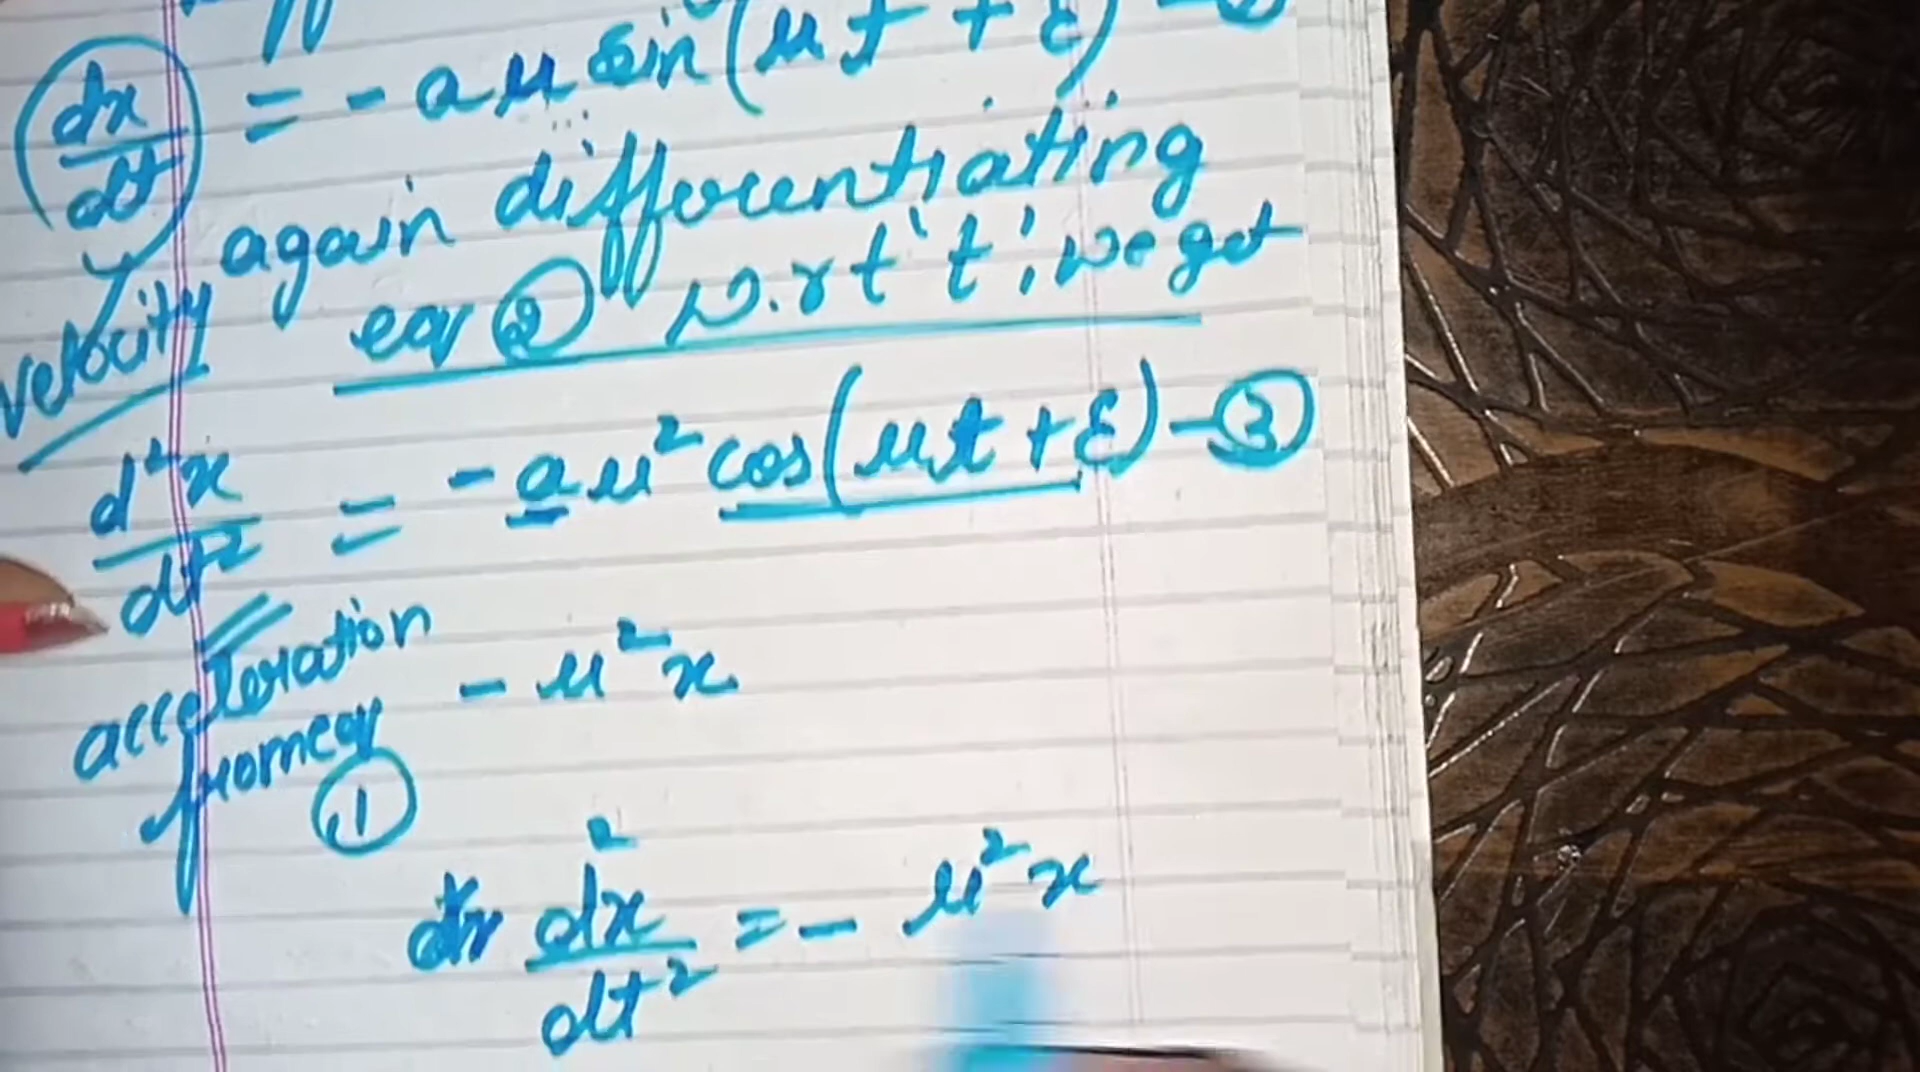 dx/dt = - aμ sin(μt + ε) - ②
velocity again differentiating
eq ② w.r.t 't', we get
d²x/dt² = - aμ² cos(μt + ε) - ③
acceleration - μ²x
from eq ①
d²x/dt² = - μ²x